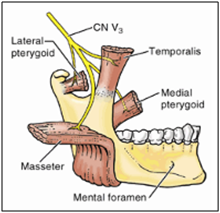 CN V3
Lateral
pterygoid
Temporalis
Medial
pterygoid
Masseter
Mental foramen